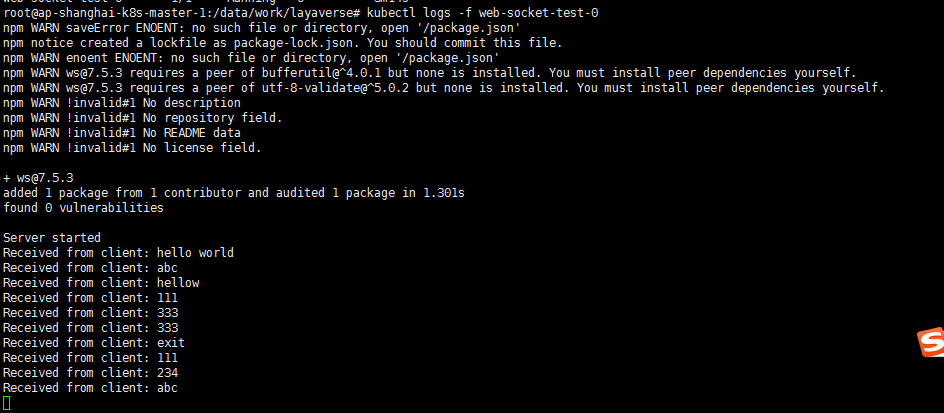 root@ap-shanghai-k8s-master-1:/data/work/layaverse# kubectl logs -f web-socket-test-0
npm WARN saveError ENOENT: no such file or directory, open '/package.json'
npm notice created a lockfile as package-lock.json. You should commit this file.
npm WARN enoent ENOENT: no such file or directory, open '/package.json'
npm WARN ws@7.5.3 requires a peer of bufferutil@^4.0.1 but none is installed. You must install peer dependencies yourself.
npm WARN ws@7.5.3 requires a peer of utf-8-validate@^5.0.2 but none is installed. You must install peer dependencies yourself.
npm WARN !invalid#1 No description
npm WARN !invalid#1 No repository field.
npm WARN !invalid#1 No README data
npm WARN !invalid#1 No license field.
+ ws@7.5.3
added 1 package from 1 contributor and audited 1 package in 1.301s
found 0 vulnerabilities
Server started
Received from client: hello world
Received from client: abc
Received from client: hellow
Received from client: 111
Received from client: 333
Received from client: 333
Received from client: exit
Received from client: 111
Received from client: 234
Received from client: abc
S